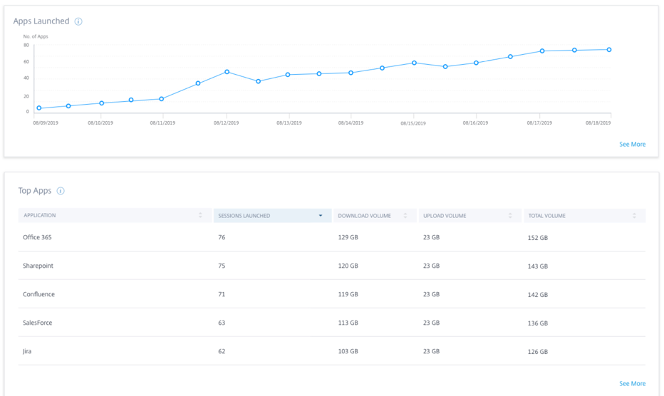 Apps Launched
No. of Apps
80
60
40
20
0
08/09/2019 08/10/2019 08/11/2019 08/12/2019 08/13/2019 08/14/2019 08/15/2019 08/16/2019 08/17/2019 08/18/2019
See More
Top Apps
APPLICATION SESSIONS LAUNCHED DOWNLOAD VOLUME UPLOAD VOLUME TOTAL VOLUME
Office 365 76 129 GB 23 GB 152 GB
Sharepoint 75 120 GB 23 GB 143 GB
Confluence 71 119 GB 23 GB 142 GB
SalesForce 63 113 GB 23 GB 136 GB
Jira 62 103 GB 23 GB 126 GB
See More